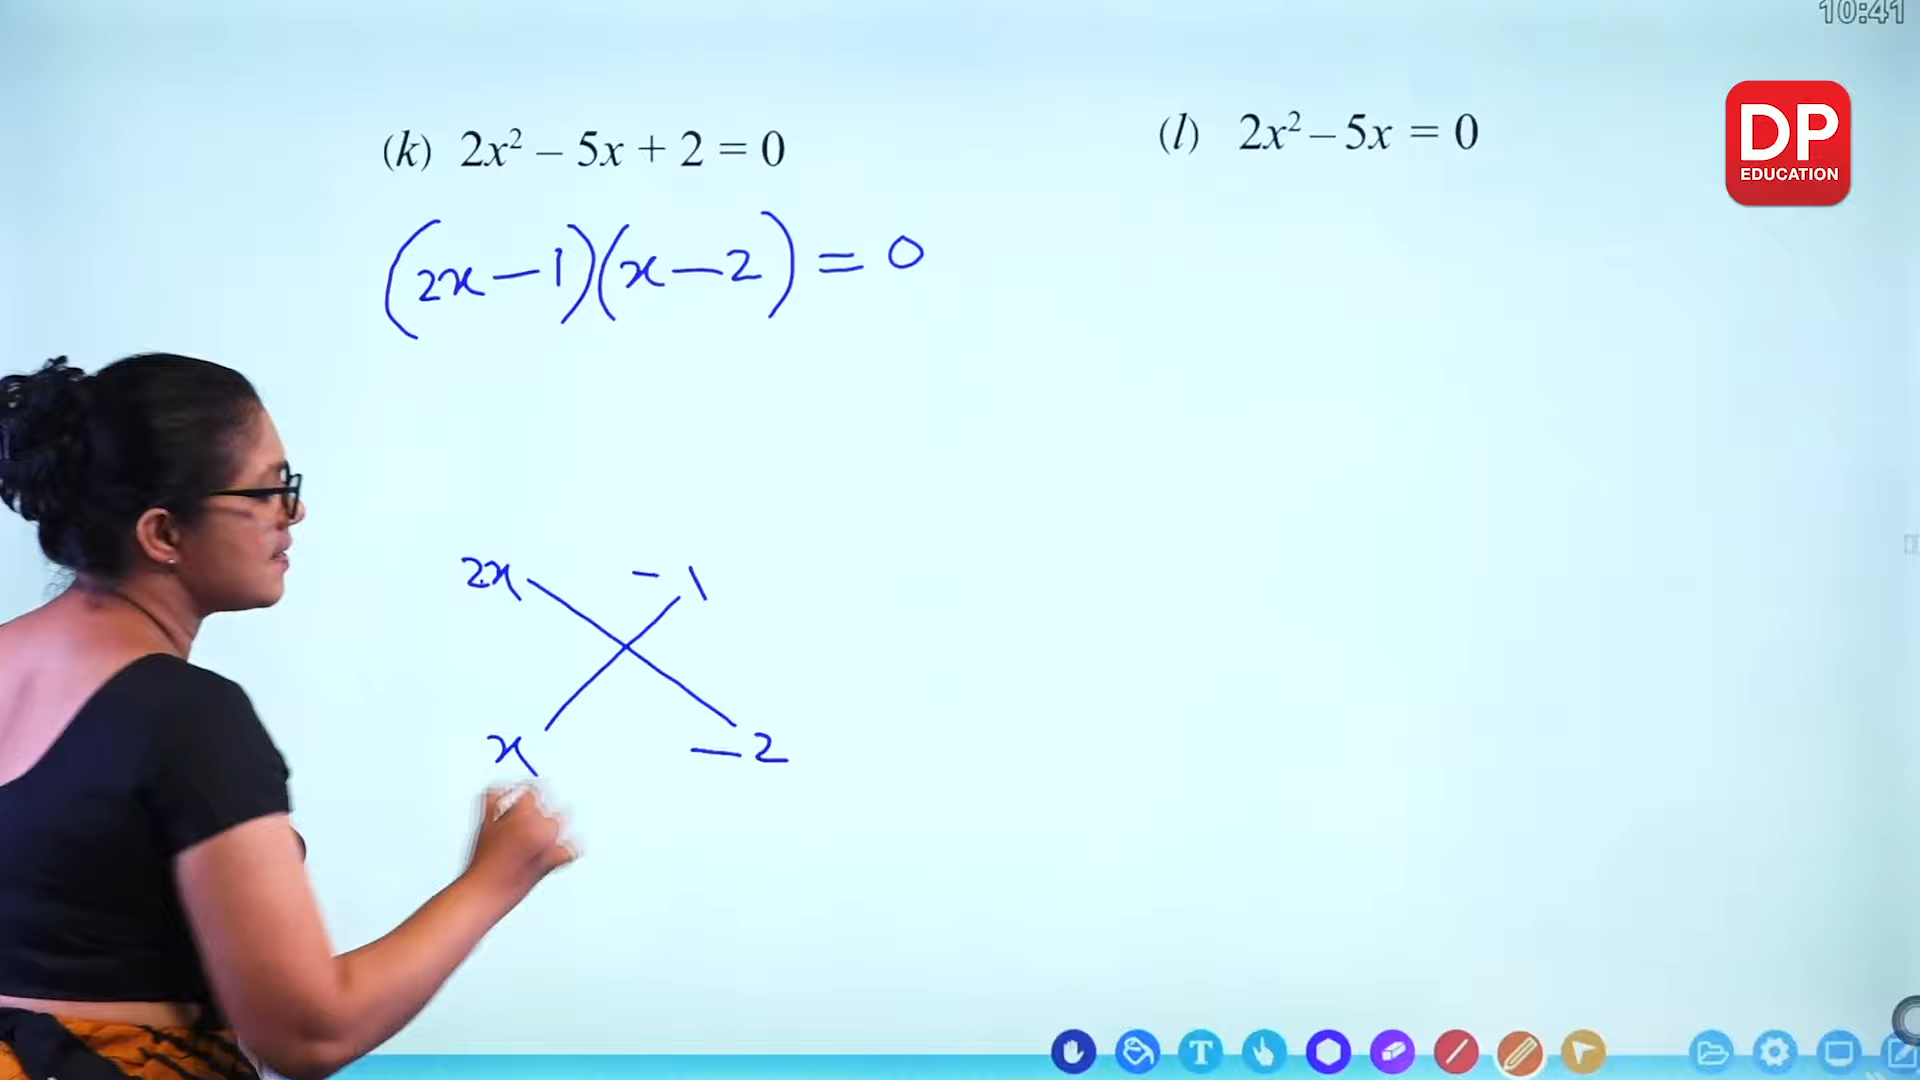 10:41
DP
EDUCATION
(k) 2x² – 5x + 2 = 0
(l) 2x² – 5x = 0
(2x – 1)(x – 2) = 0
2x – 1
x – 2
T